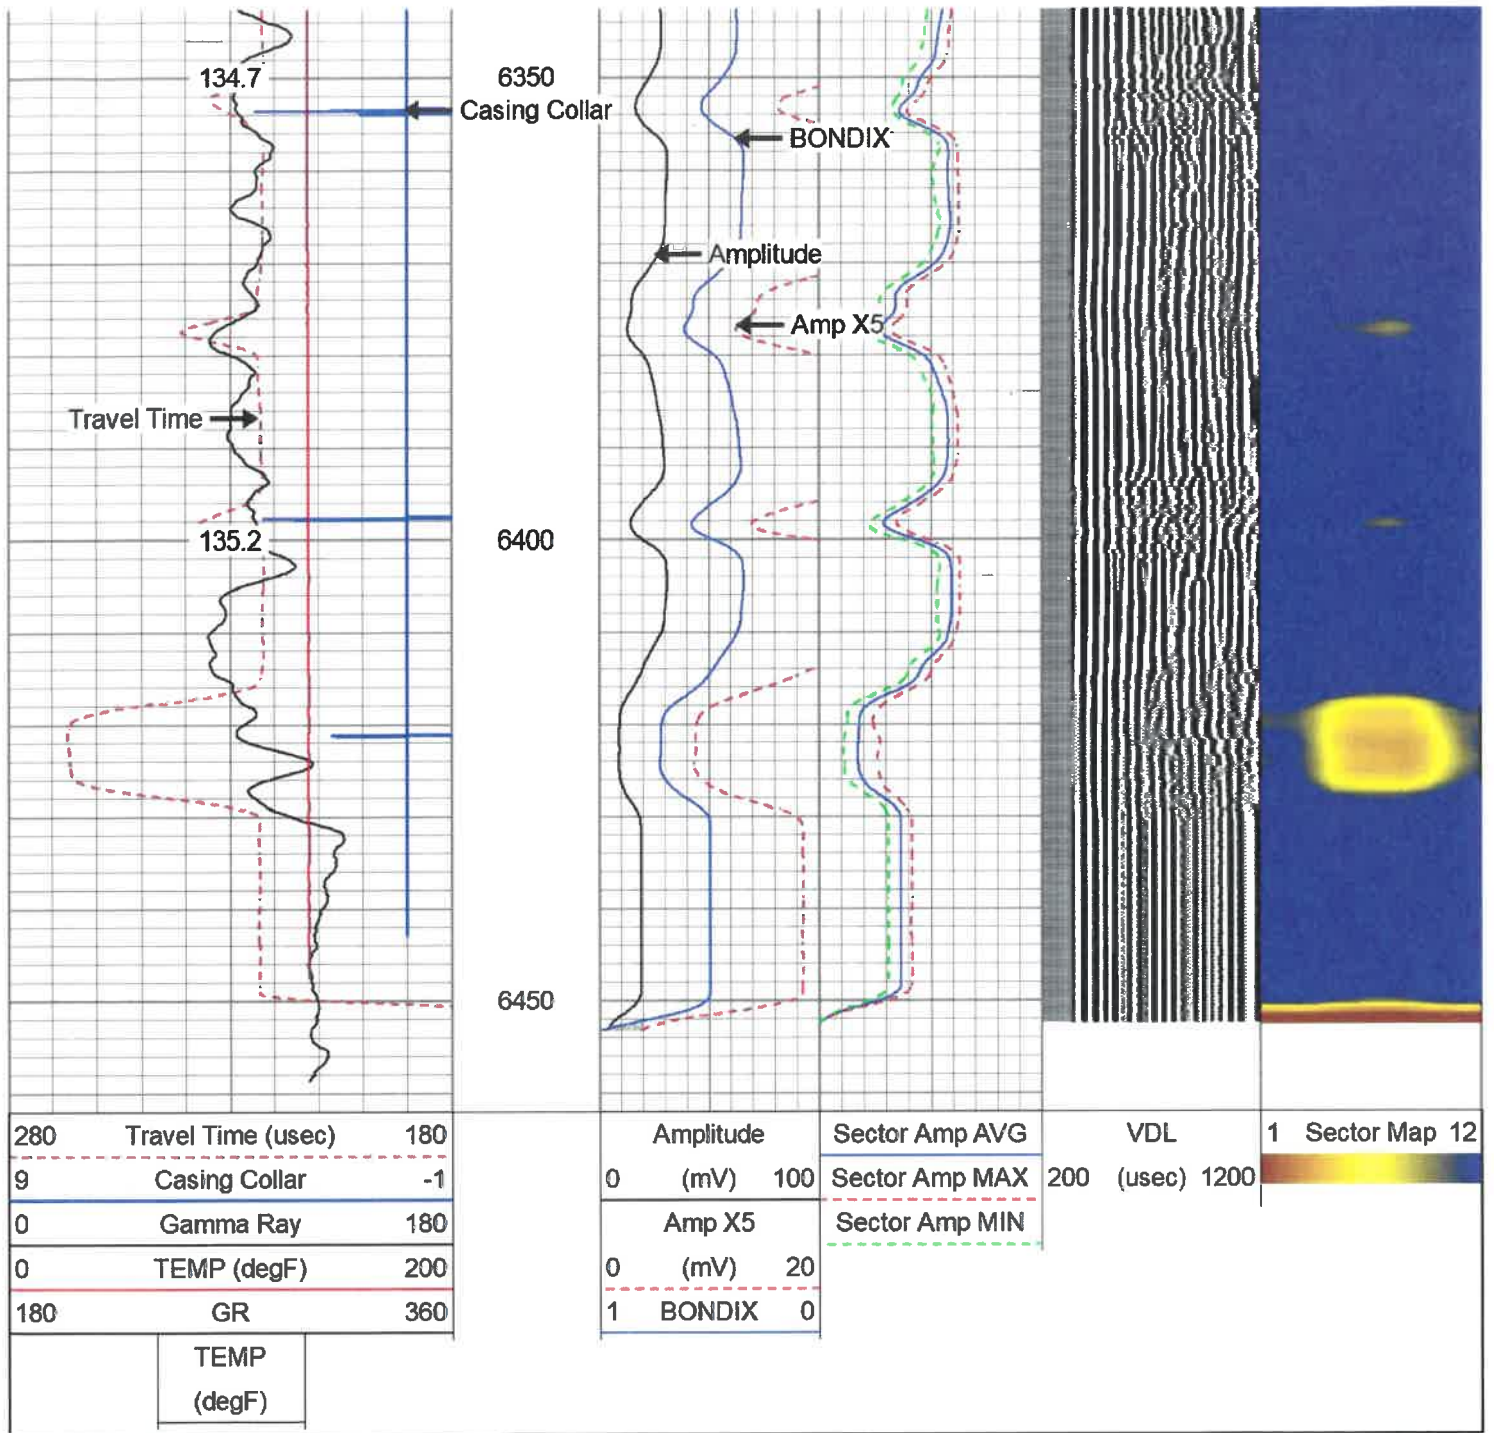 134.7
6350
Casing Collar
BONDIX
Amplitude
Amp X5
Travel Time
135.2
6400
6450
280 Travel Time (usec) 180
9 Casing Collar -1
0 Gamma Ray 180
0 TEMP (degF) 200
180 GR 360
TEMP
(degF)
Amplitude
0 (mV) 100
Amp X5
0 (mV) 20
1 BONDIX 0
Sector Amp AVG
Sector Amp MAX
Sector Amp MIN
VDL
200 (usec) 1200
1 Sector Map 12